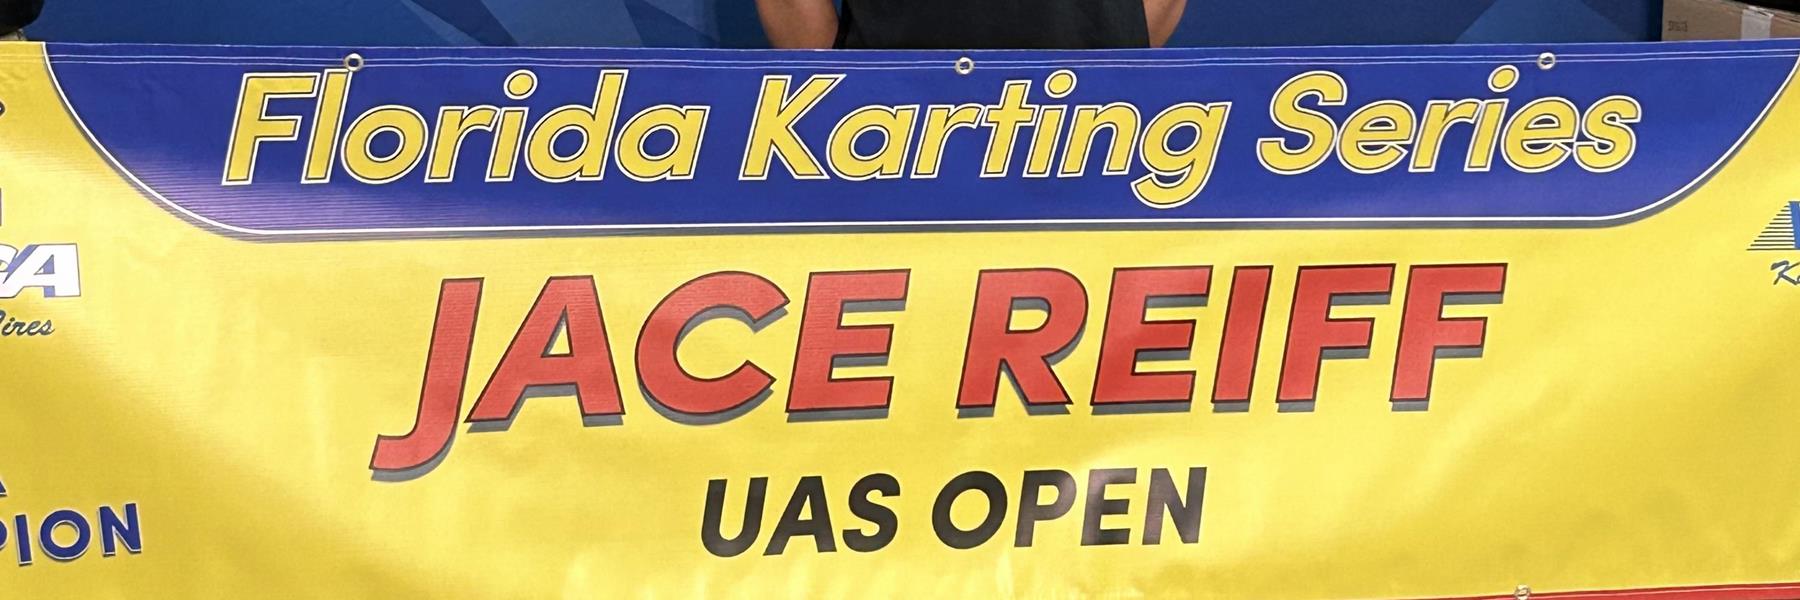 Florida Karting Series
JACE REIFF
UAS OPEN